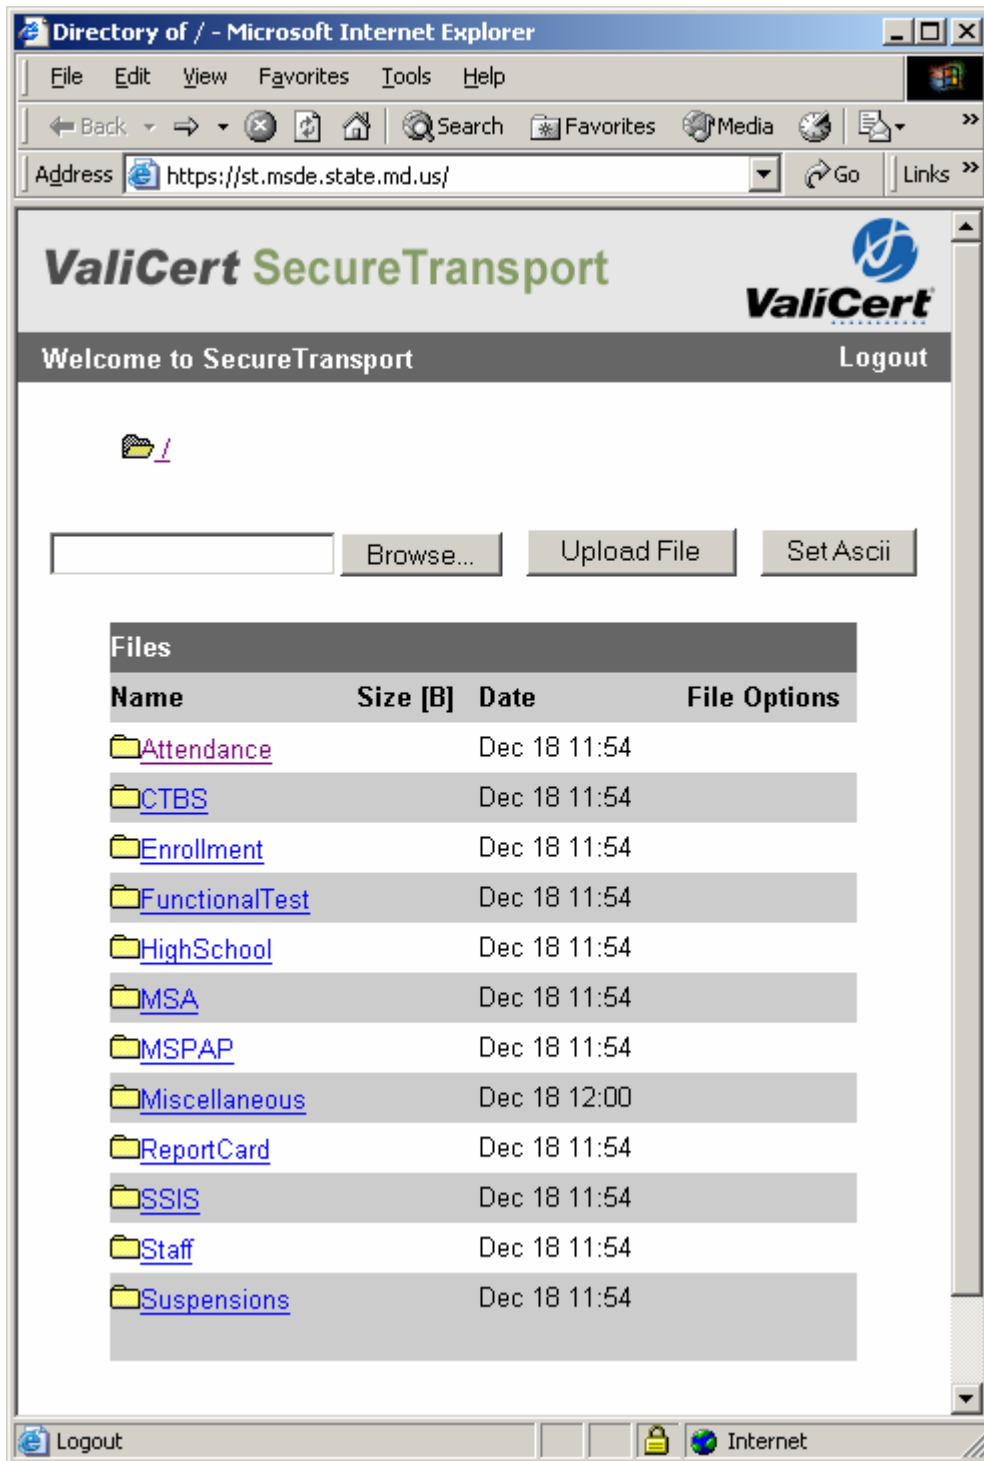 Directory of / - Microsoft Internet Explorer
File Edit View Favorites Tools Help
Back Search Favorites Media »
Address https://st.msde.state.md.us/ Go Links »
ValiCert SecureTransport
ValiCert
Welcome to SecureTransport Logout
/
Browse... Upload File Set Ascii
Files
Name Size [B] Date File Options
Attendance Dec 18 11:54
CTBS Dec 18 11:54
Enrollment Dec 18 11:54
FunctionalTest Dec 18 11:54
HighSchool Dec 18 11:54
MSA Dec 18 11:54
MSPAP Dec 18 11:54
Miscellaneous Dec 18 12:00
ReportCard Dec 18 11:54
SSIS Dec 18 11:54
Staff Dec 18 11:54
Suspensions Dec 18 11:54
Logout Internet